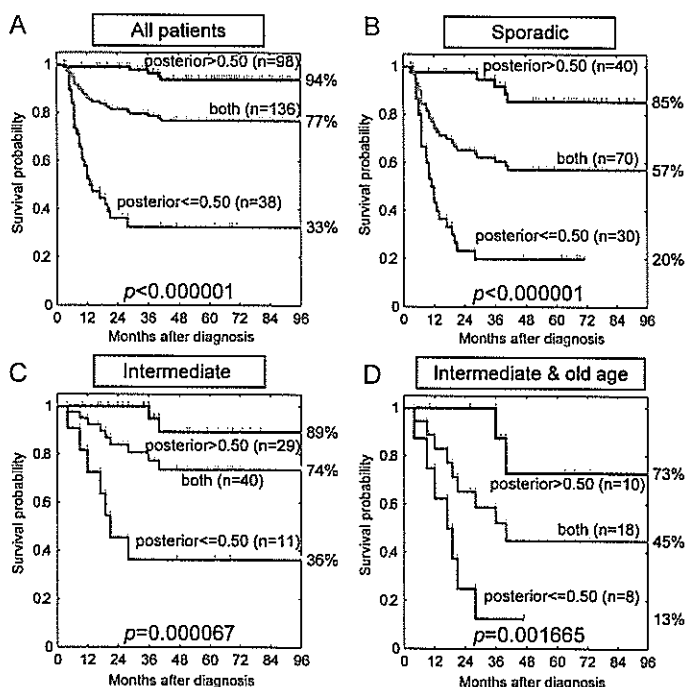 A
All patients
posterior>0.50 (n=98)
94%
both (n=136)
77%
posterior<=0.50 (n=38)
33%
p<0.000001
Survival probability
1
0.8
0.6
0.4
0.2
0
0 12 24 36 48 60 72 84 96
Months after diagnosis
B
Sporadic
posterior>0.50 (n=40)
85%
both (n=70)
57%
posterior<=0.50 (n=30)
20%
p<0.000001
Survival probability
1
0.8
0.6
0.4
0.2
0
0 12 24 36 48 60 72 84 96
Months after diagnosis
C
Intermediate
89%
posterior>0.50 (n=29)
74%
both (n=40)
posterior<=0.50 (n=11)
36%
p=0.000067
Survival probability
1
0.8
0.6
0.4
0.2
0
0 12 24 36 48 60 72 84 96
Months after diagnosis
D
Intermediate & old age
73%
posterior>0.50 (n=10)
both (n=18)
45%
posterior<=0.50 (n=8)
13%
p=0.001665
Survival probability
1
0.8
0.6
0.4
0.2
0
0 12 24 36 48 60 72 84 96
Months after diagnosis